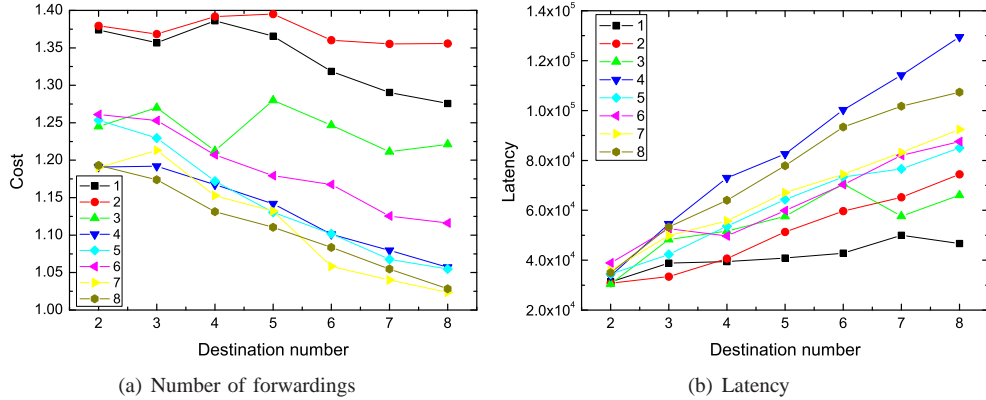 1.40
1.35
1.30
1.25
1.20
1.15
1.10
1.05
1.00
Cost
1
2
3
4
5
6
7
8
2 3 4 5 6 7 8
Destination number
(a) Number of forwardings
1.4x10^5
1.2x10^5
1.0x10^5
8.0x10^4
6.0x10^4
4.0x10^4
2.0x10^4
Latency
1
2
3
4
5
6
7
8
2 3 4 5 6 7 8
Destination number
(b) Latency